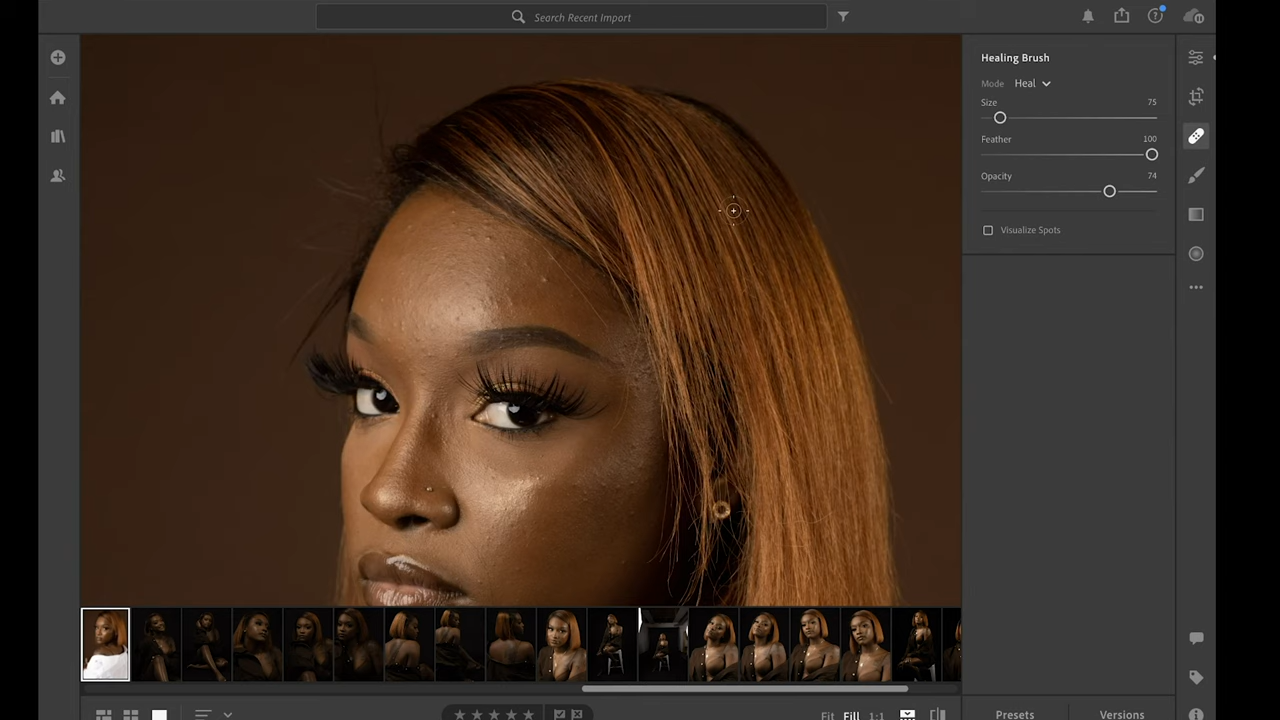 Search Recent Import
Healing Brush
Mode Heal
Size 75
Feather 100
Opacity 74
Visualize Spots
Fit Fill 1:1
Presets Versions